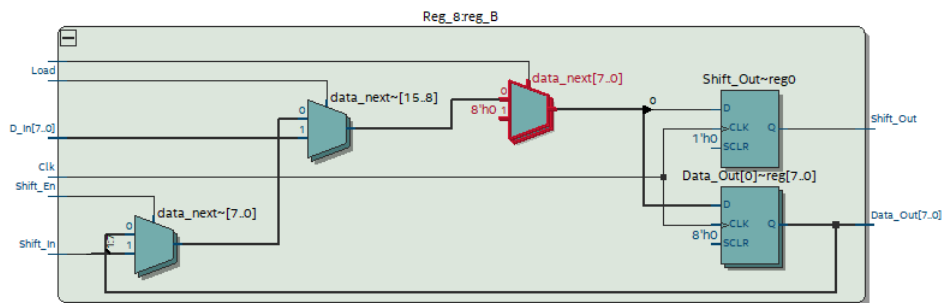 Reg_8:reg_B
Load
data_next[7..0]
Shift_Out~reg0
data_next~[15..8]
0
8'h0
1
0
D
D_In[7..0]
0
1
CLK
Q
Shift_Out
1'h0
SCLR
Clk
Data_Out[0]~reg[7..0]
Shift_En
data_next~[7..0]
D
0
CLK
Q
Data_Out[7..0]
Shift_In
1
8'h0
SCLR